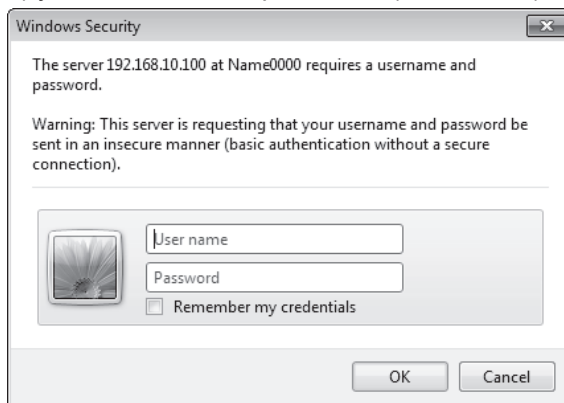 Windows Security
The server 192.168.10.100 at Name0000 requires a username and
password.
Warning: This server is requesting that your username and password be
sent in an insecure manner (basic authentication without a secure
connection).
User name
Password
Remember my credentials
OK
Cancel